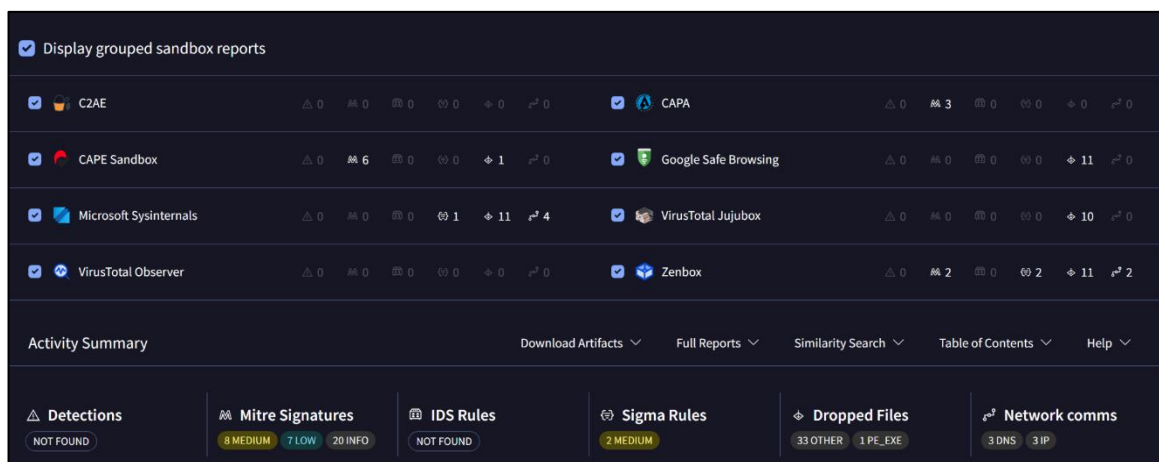 Display grouped sandbox reports
C2AE 0 0 0 0 0 0 CAPA 0 3 0 0 0 0
CAPE Sandbox 0 6 0 0 1 0 Google Safe Browsing 0 0 0 0 11 0
Microsoft Sysinternals 0 0 0 1 11 4 VirusTotal Jujubox 0 0 0 0 10 0
VirusTotal Observer 0 0 0 0 0 0 Zenbox 0 2 0 2 11 2
Activity Summary Download Artifacts Full Reports Similarity Search Table of Contents Help
Detections Mitre Signatures IDS Rules Sigma Rules Dropped Files Network comms
NOT FOUND 8 MEDIUM 7 LOW 20 INFO NOT FOUND 2 MEDIUM 33 OTHER 1 PE_EXE 3 DNS 3 IP